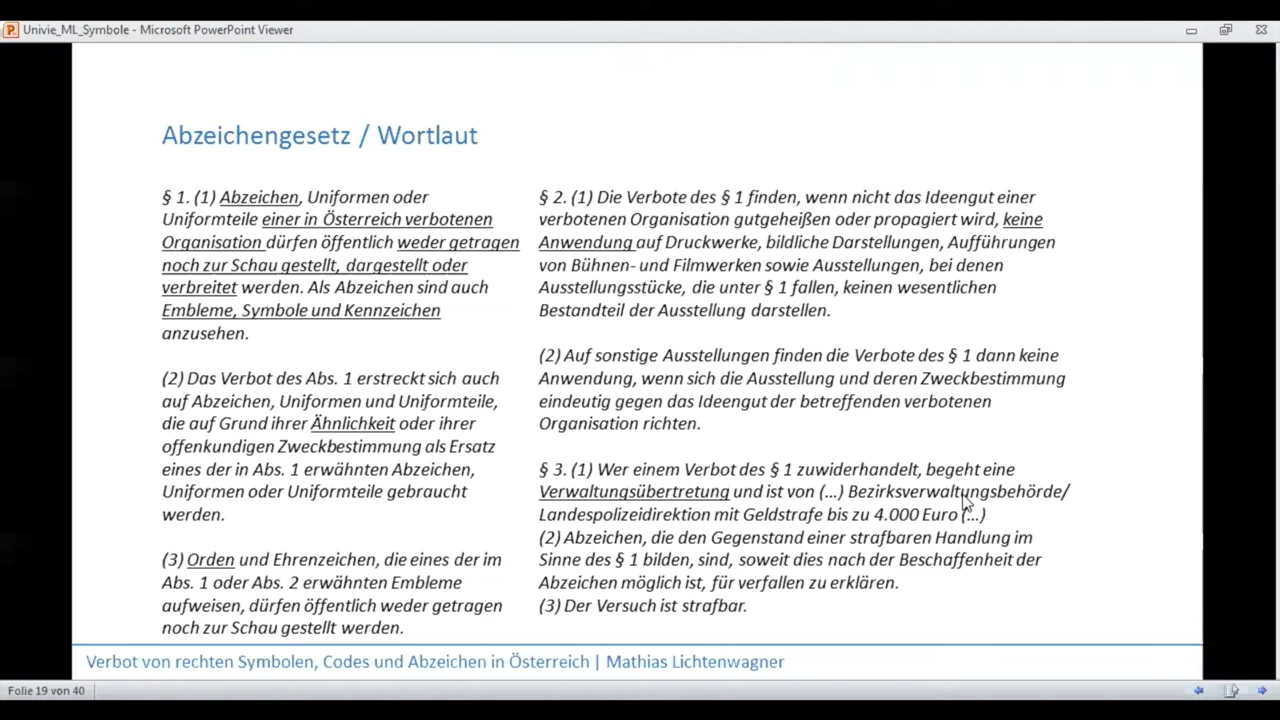 Univie_ML_Symbole - Microsoft PowerPoint Viewer
Abzeichengesetz / Wortlaut
§ 1. (1) Abzeichen, Uniformen oder
Uniformteile einer in Österreich verbotenen
Organisation dürfen öffentlich weder getragen
noch zur Schau gestellt, dargestellt oder
verbreitet werden. Als Abzeichen sind auch
Embleme, Symbole und Kennzeichen
anzusehen.
(2) Das Verbot des Abs. 1 erstreckt sich auch
auf Abzeichen, Uniformen und Uniformteile,
die auf Grund ihrer Ähnlichkeit oder ihrer
offenkundigen Zweckbestimmung als Ersatz
eines der in Abs. 1 erwähnten Abzeichen,
Uniformen oder Uniformteile gebraucht
werden.
(3) Orden und Ehrenzeichen, die eines der im
Abs. 1 oder Abs. 2 erwähnten Embleme
aufweisen, dürfen öffentlich weder getragen
noch zur Schau gestellt werden.
§ 2. (1) Die Verbote des § 1 finden, wenn nicht das Ideengut einer
verbotenen Organisation gutgeheißen oder propagiert wird, keine
Anwendung auf Druckwerke, bildliche Darstellungen, Aufführungen
von Bühnen- und Filmwerken sowie Ausstellungen, bei denen
Ausstellungsstücke, die unter § 1 fallen, keinen wesentlichen
Bestandteil der Ausstellung darstellen.
(2) Auf sonstige Ausstellungen finden die Verbote des § 1 dann keine
Anwendung, wenn sich die Ausstellung und deren Zweckbestimmung
eindeutig gegen das Ideengut der betreffenden verbotenen
Organisation richten.
§ 3. (1) Wer einem Verbot des § 1 zuwiderhandelt, begeht eine
Verwaltungsübertretung und ist von (...) Bezirksverwaltungsbehörde/
Landespolizeidirektion mit Geldstrafe bis zu 4.000 Euro (...)
(2) Abzeichen, die den Gegenstand einer strafbaren Handlung im
Sinne des § 1 bilden, sind, soweit dies nach der Beschaffenheit der
Abzeichen möglich ist, für verfallen zu erklären.
(3) Der Versuch ist strafbar.
Verbot von rechten Symbolen, Codes und Abzeichen in Österreich | Mathias Lichtenwagner
Folie 19 von 40